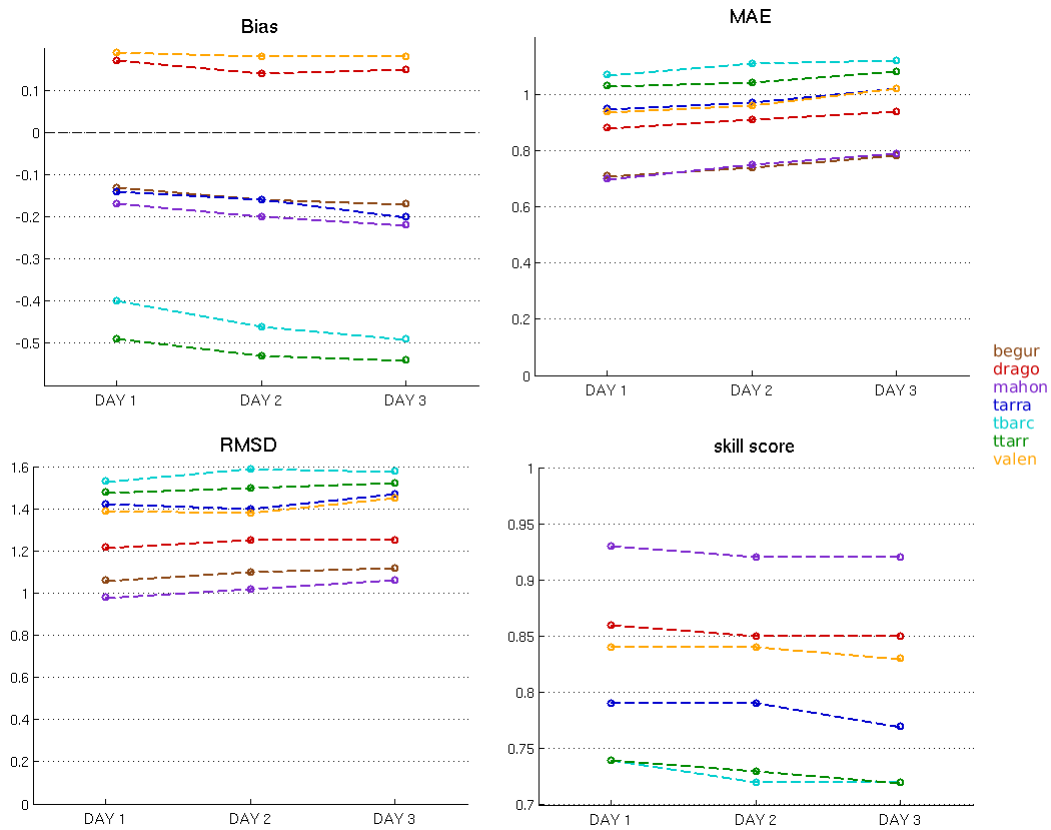 Bias
0.1
0
-0.1
-0.2
-0.3
-0.4
-0.5
DAY 1 DAY 2 DAY 3
MAE
1
0.8
0.6
0.4
0.2
0
DAY 1 DAY 2 DAY 3
begur
drago
mahon
tarra
tbarc
ttarr
valen
RMSD
1.6
1.4
1.2
1
0.8
0.6
0.4
0.2
0
DAY 1 DAY 2 DAY 3
skill score
1
0.95
0.9
0.85
0.8
0.75
0.7
DAY 1 DAY 2 DAY 3